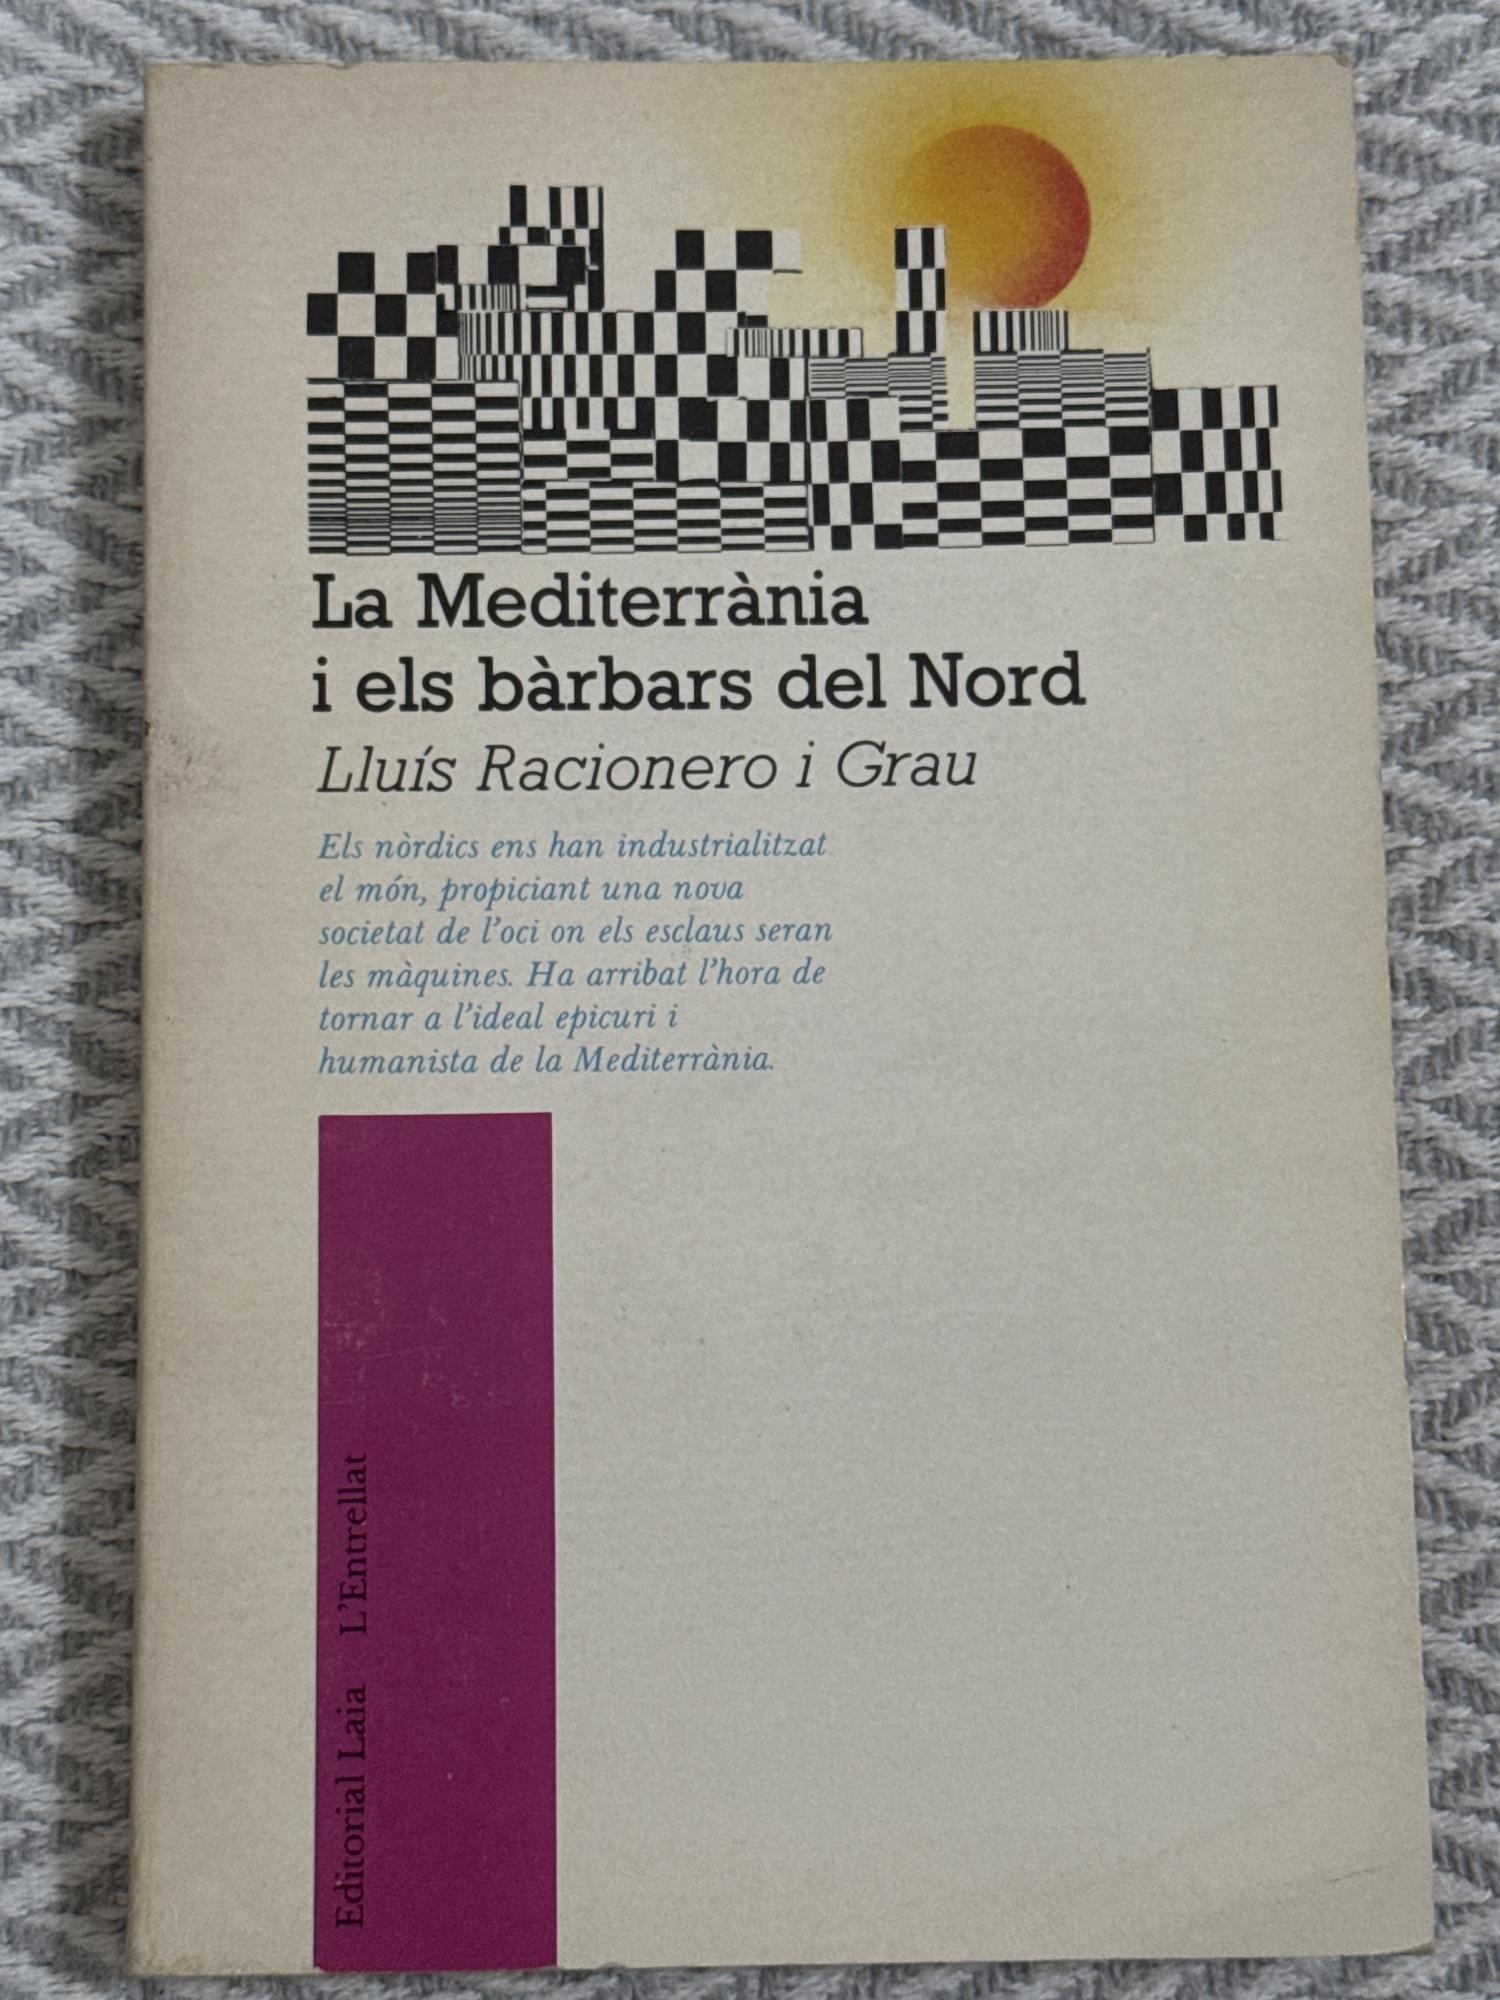 La Mediterrània
i els bàrbars del Nord
Lluís Racionero i Grau
Els nòrdics ens han industrialitzat
el món, propiciant una nova
societat de l'oci on els esclaus seran
les màquines. Ha arribat l'hora de
tornar a l'ideal epicuri i
humanista de la Mediterrània.
Editorial Laia L'Entrellat